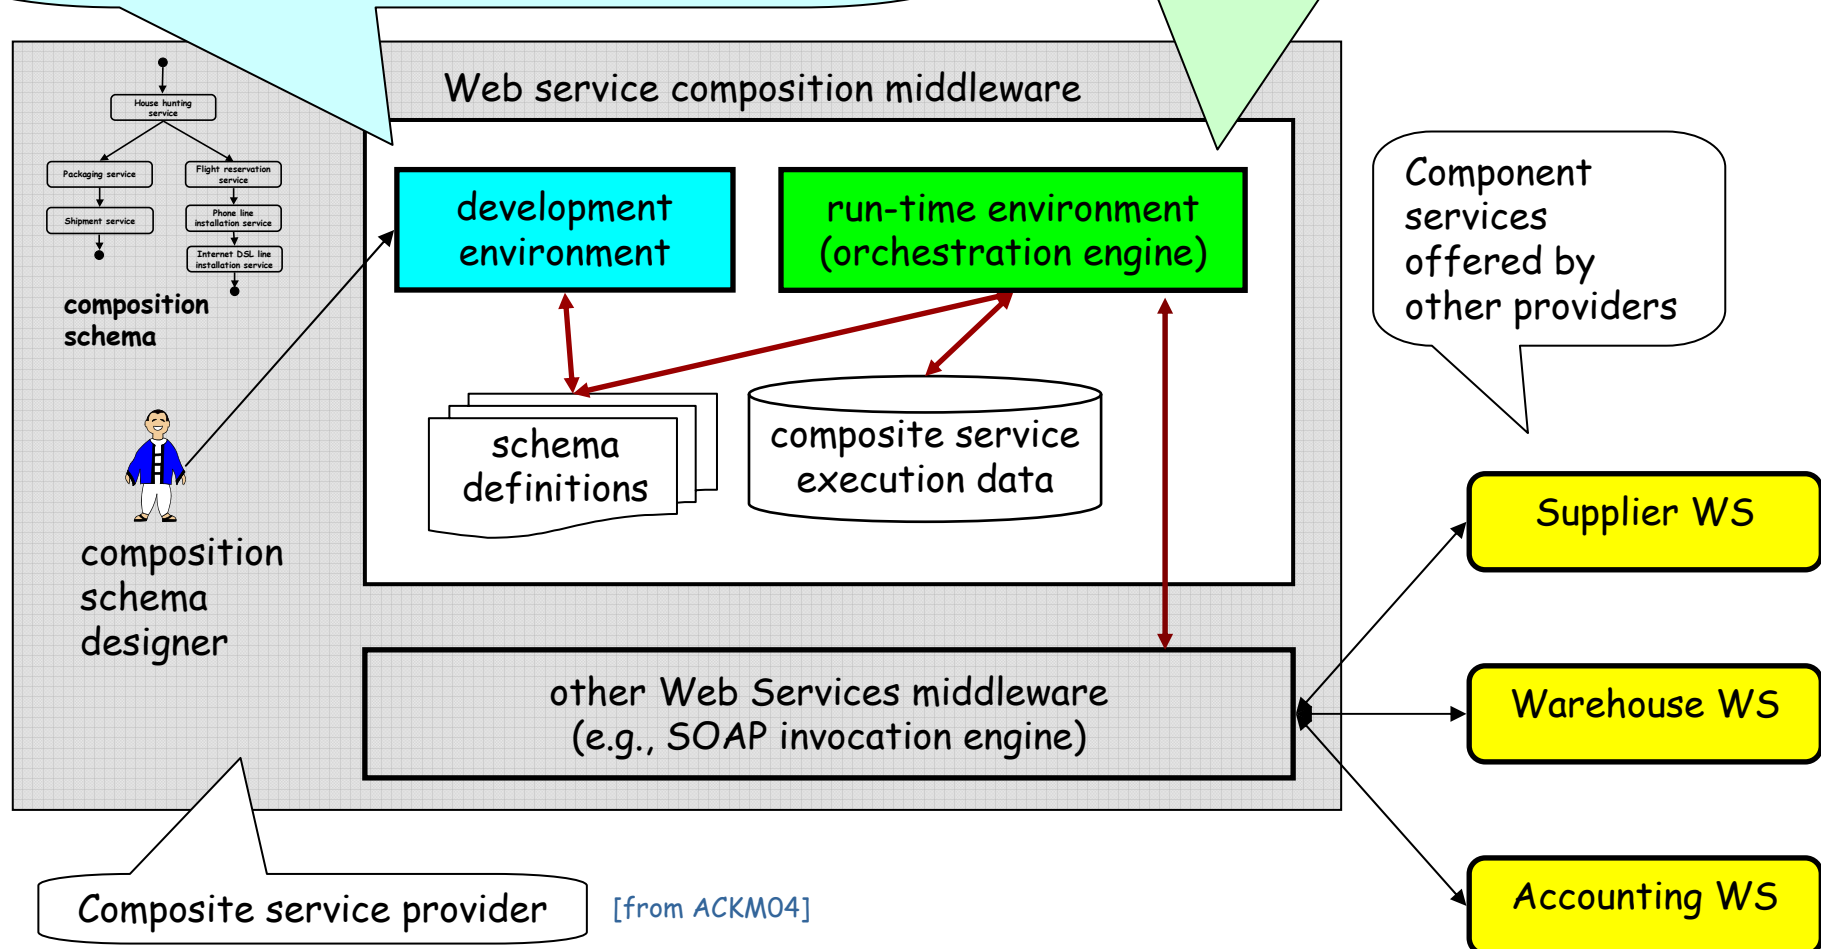 Web service composition middleware
House hunting
service
Packaging service
Flight reservation
service
Shipment service
Phone line
installation service
Internet DSL line
installation service
composition
schema
development
environment
run-time environment
(orchestration engine)
Component
services
offered by
other providers
schema
definitions
composite service
execution data
composition
schema
designer
Supplier WS
other Web Services middleware
(e.g., SOAP invocation engine)
Warehouse WS
Composite service provider
[from ACKM04]
Accounting WS